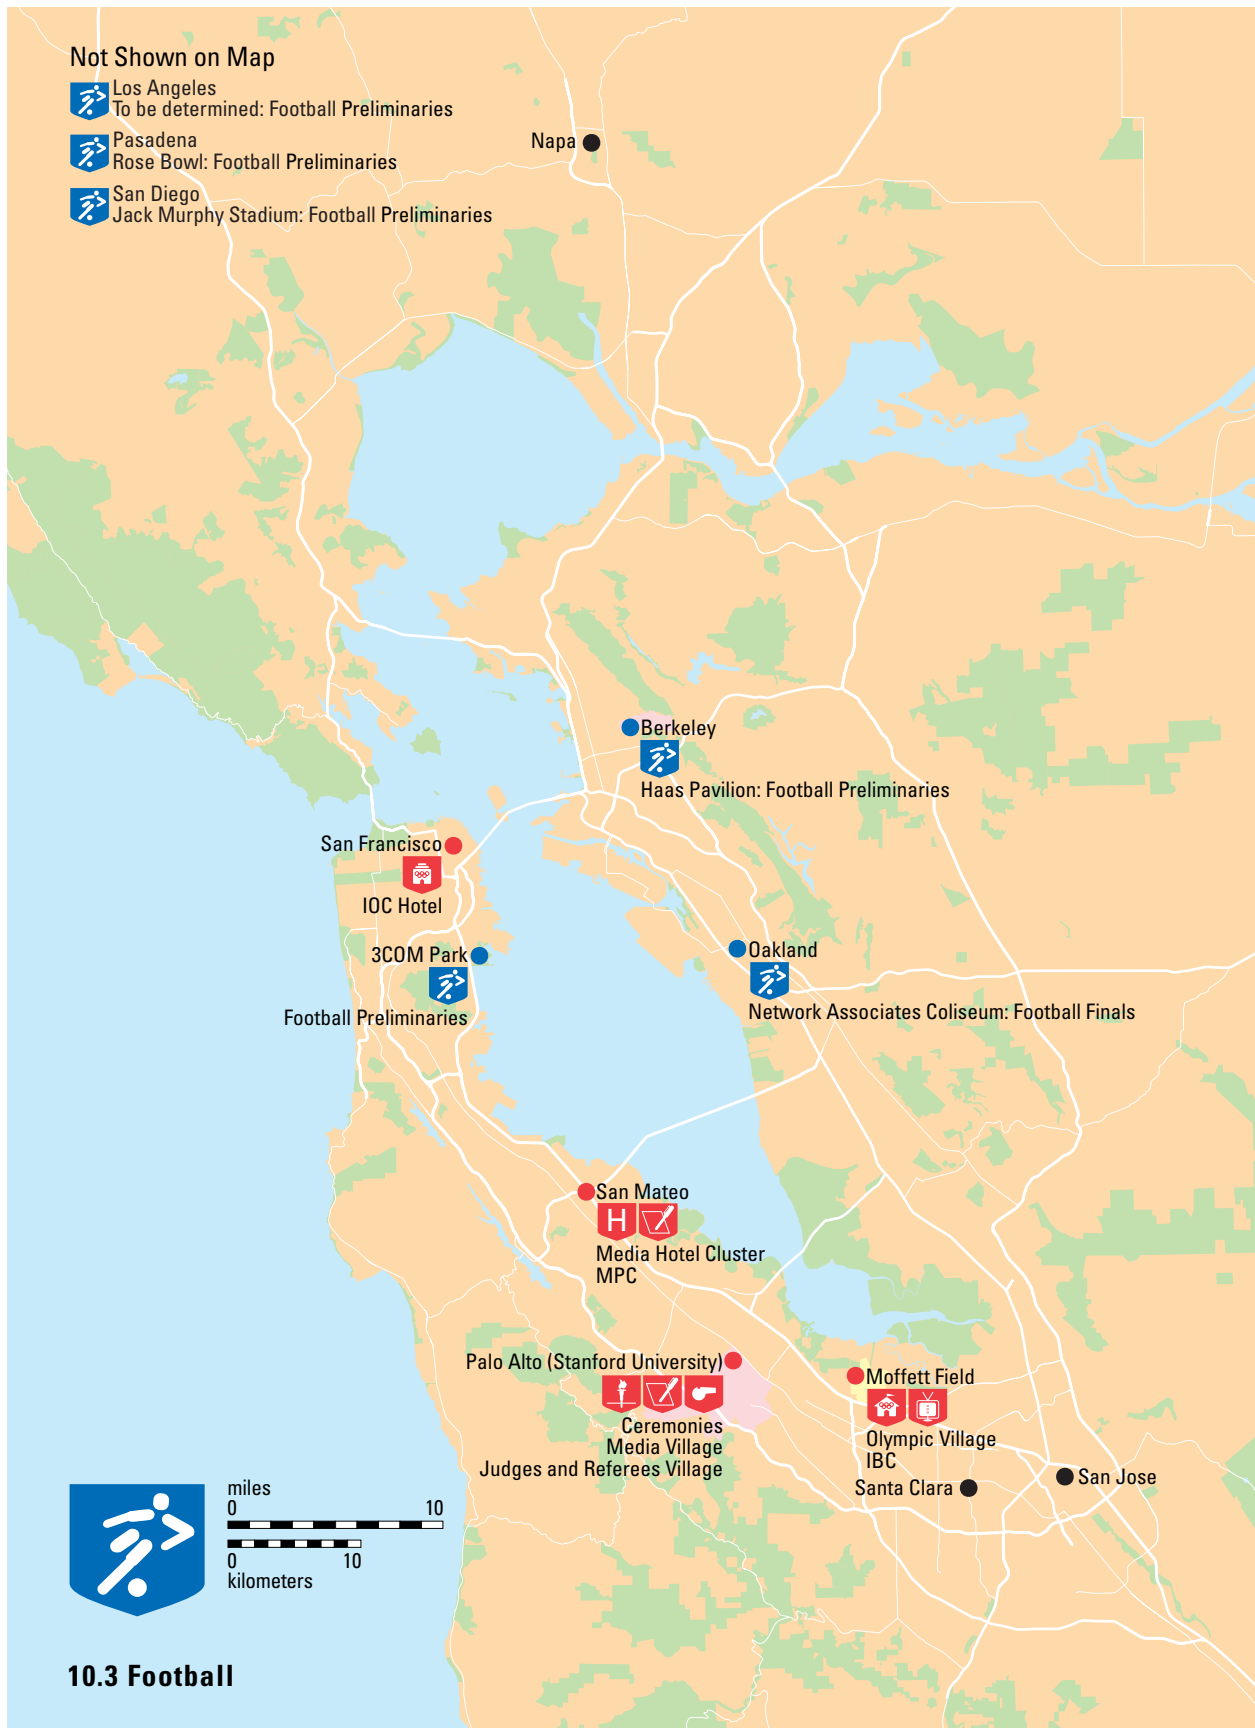 Not Shown on Map
Los Angeles
To be determined: Football Preliminaries
Pasadena
Rose Bowl: Football Preliminaries
San Diego
Jack Murphy Stadium: Football Preliminaries
Napa
Berkeley
Haas Pavilion: Football Preliminaries
San Francisco
IOC Hotel
3COM Park
Football Preliminaries
Oakland
Network Associates Coliseum: Football Finals
San Mateo
H
Media Hotel Cluster
MPC
Palo Alto (Stanford University)
Ceremonies
Media Village
Judges and Referees Village
Moffett Field
Olympic Village
IBC
Santa Clara
San Jose
miles
0 10
0 10
kilometers
10.3 Football